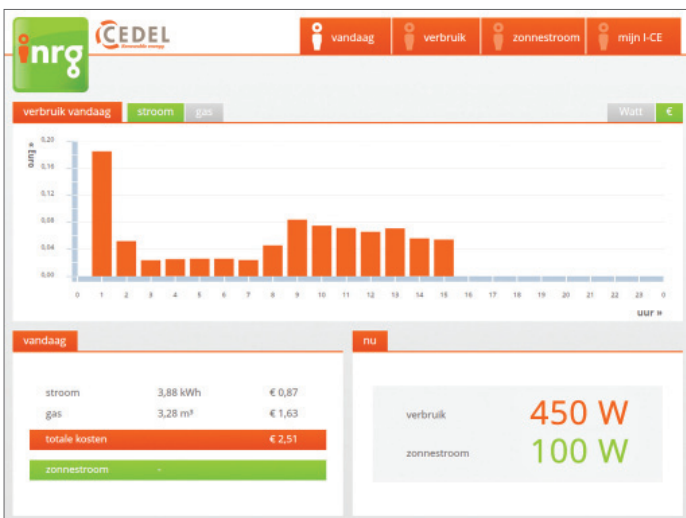 inrg
CEDEL
Renewable energy
vandaag verbruik zonnestroom mijn I-CE
verbruik vandaag stroom gas Watt €
« Euro
0,20
0,16
0,12
0,08
0,04
0,00
0 1 2 3 4 5 6 7 8 9 10 11 12 13 14 15 16 17 18 19 20 21 22 23 0
uur »
vandaag
stroom 3,88 kWh € 0,87
gas 3,28 m³ € 1,63
totale kosten € 2,51
zonnestroom -
nu
verbruik 450 W
zonnestroom 100 W